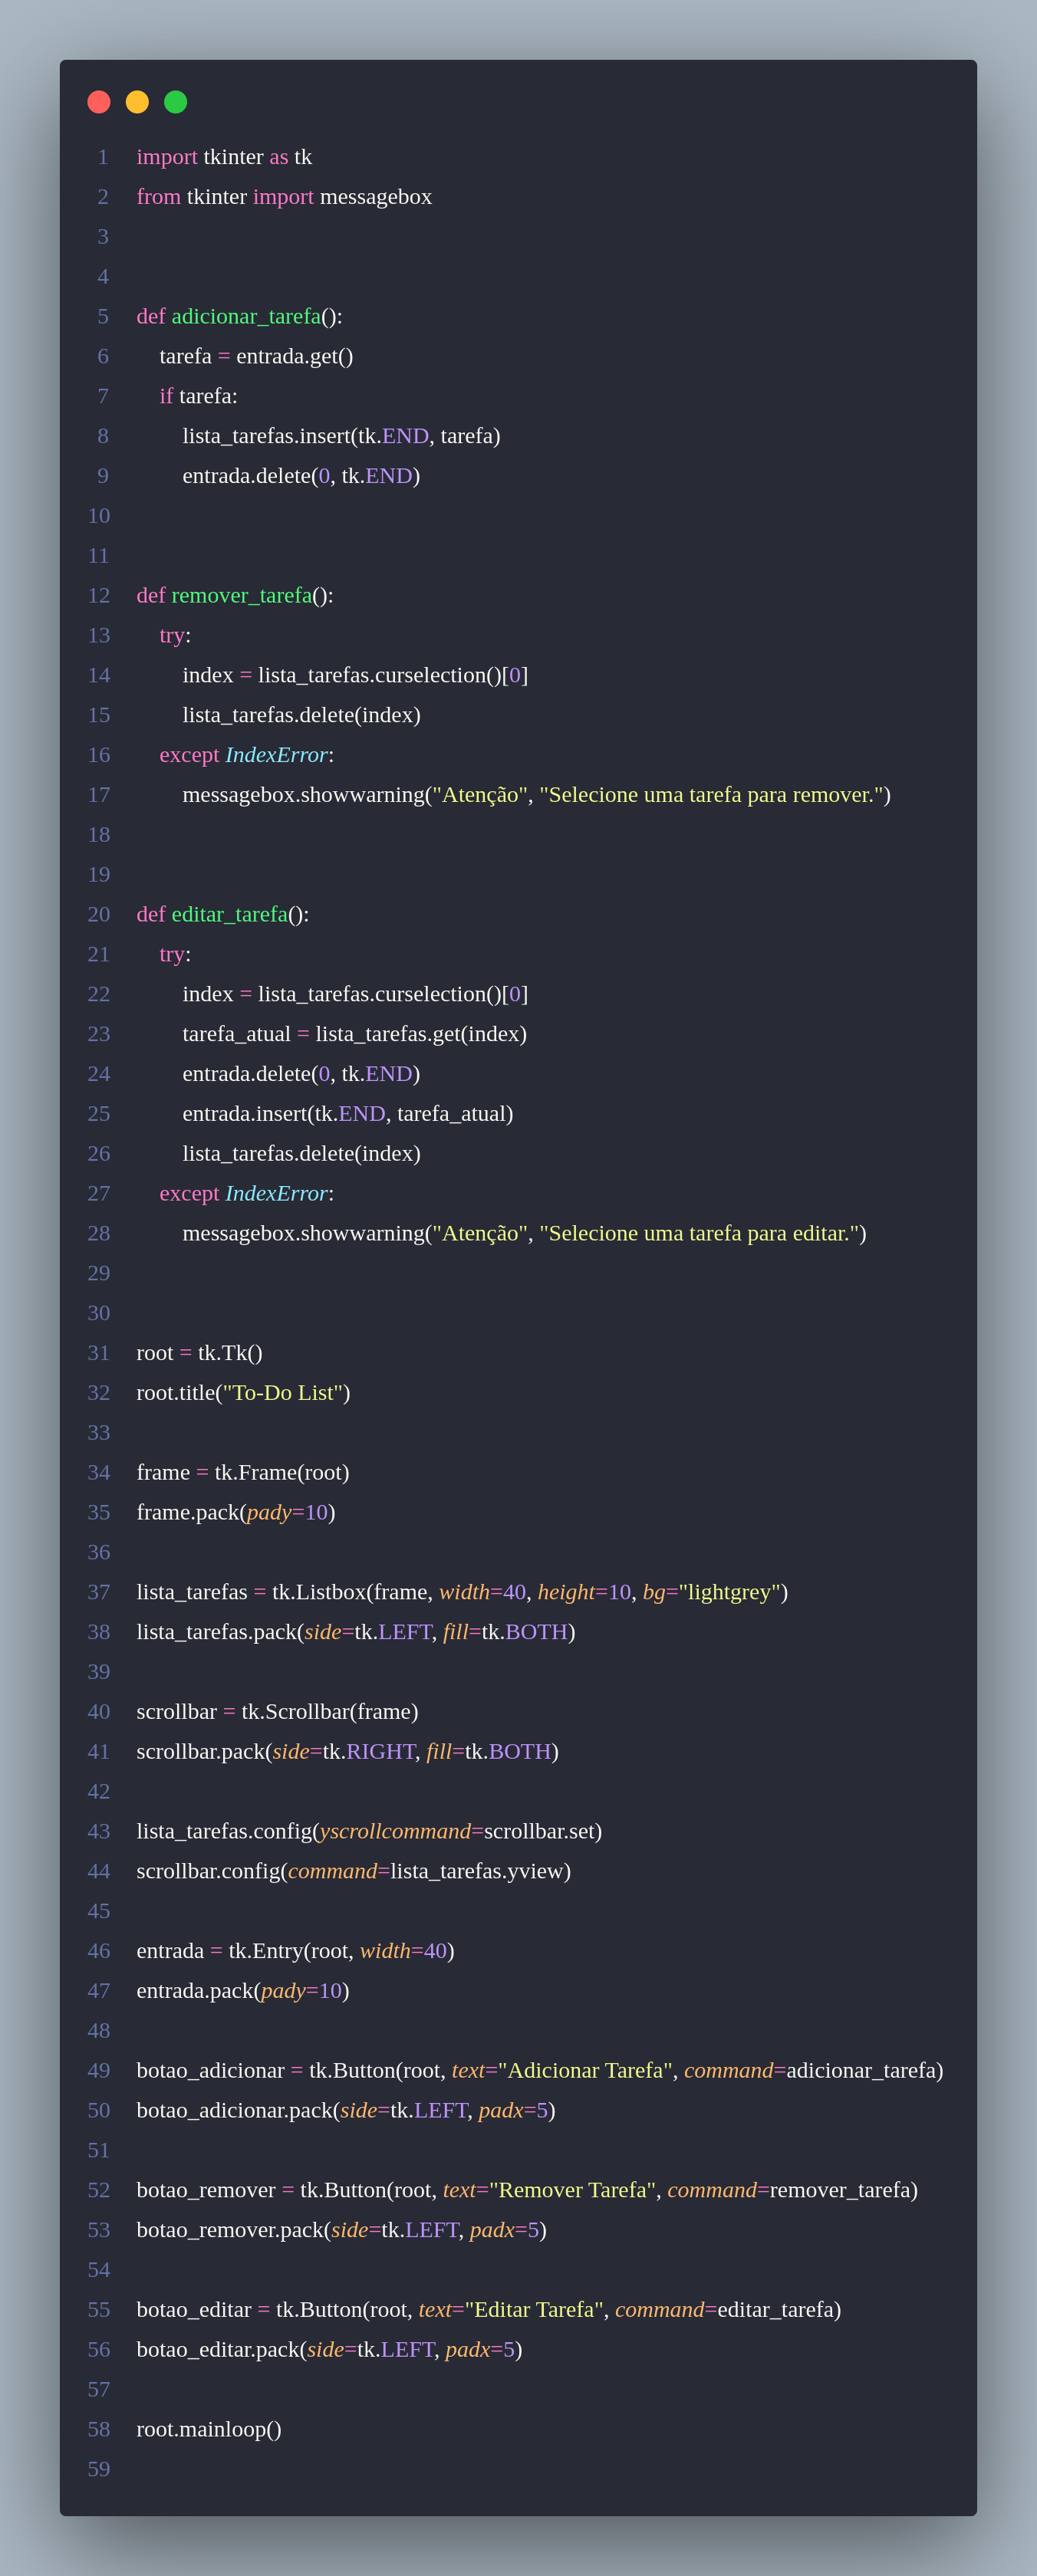 1 import tkinter as tk
2 from tkinter import messagebox
3
4
5 def adicionar_tarefa():
6     tarefa = entrada.get()
7     if tarefa:
8         lista_tarefas.insert(tk.END, tarefa)
9         entrada.delete(0, tk.END)
10
11
12 def remover_tarefa():
13     try:
14         index = lista_tarefas.curselection()[0]
15         lista_tarefas.delete(index)
16     except IndexError:
17         messagebox.showwarning("Atenção", "Selecione uma tarefa para remover.")
18
19
20 def editar_tarefa():
21     try:
22         index = lista_tarefas.curselection()[0]
23         tarefa_atual = lista_tarefas.get(index)
24         entrada.delete(0, tk.END)
25         entrada.insert(tk.END, tarefa_atual)
26         lista_tarefas.delete(index)
27     except IndexError:
28         messagebox.showwarning("Atenção", "Selecione uma tarefa para editar.")
29
30
31 root = tk.Tk()
32 root.title("To-Do List")
33
34 frame = tk.Frame(root)
35 frame.pack(pady=10)
36
37 lista_tarefas = tk.Listbox(frame, width=40, height=10, bg="lightgrey")
38 lista_tarefas.pack(side=tk.LEFT, fill=tk.BOTH)
39
40 scrollbar = tk.Scrollbar(frame)
41 scrollbar.pack(side=tk.RIGHT, fill=tk.BOTH)
42
43 lista_tarefas.config(yscrollcommand=scrollbar.set)
44 scrollbar.config(command=lista_tarefas.yview)
45
46 entrada = tk.Entry(root, width=40)
47 entrada.pack(pady=10)
48
49 botao_adicionar = tk.Button(root, text="Adicionar Tarefa", command=adicionar_tarefa)
50 botao_adicionar.pack(side=tk.LEFT, padx=5)
51
52 botao_remover = tk.Button(root, text="Remover Tarefa", command=remover_tarefa)
53 botao_remover.pack(side=tk.LEFT, padx=5)
54
55 botao_editar = tk.Button(root, text="Editar Tarefa", command=editar_tarefa)
56 botao_editar.pack(side=tk.LEFT, padx=5)
57
58 root.mainloop()
59